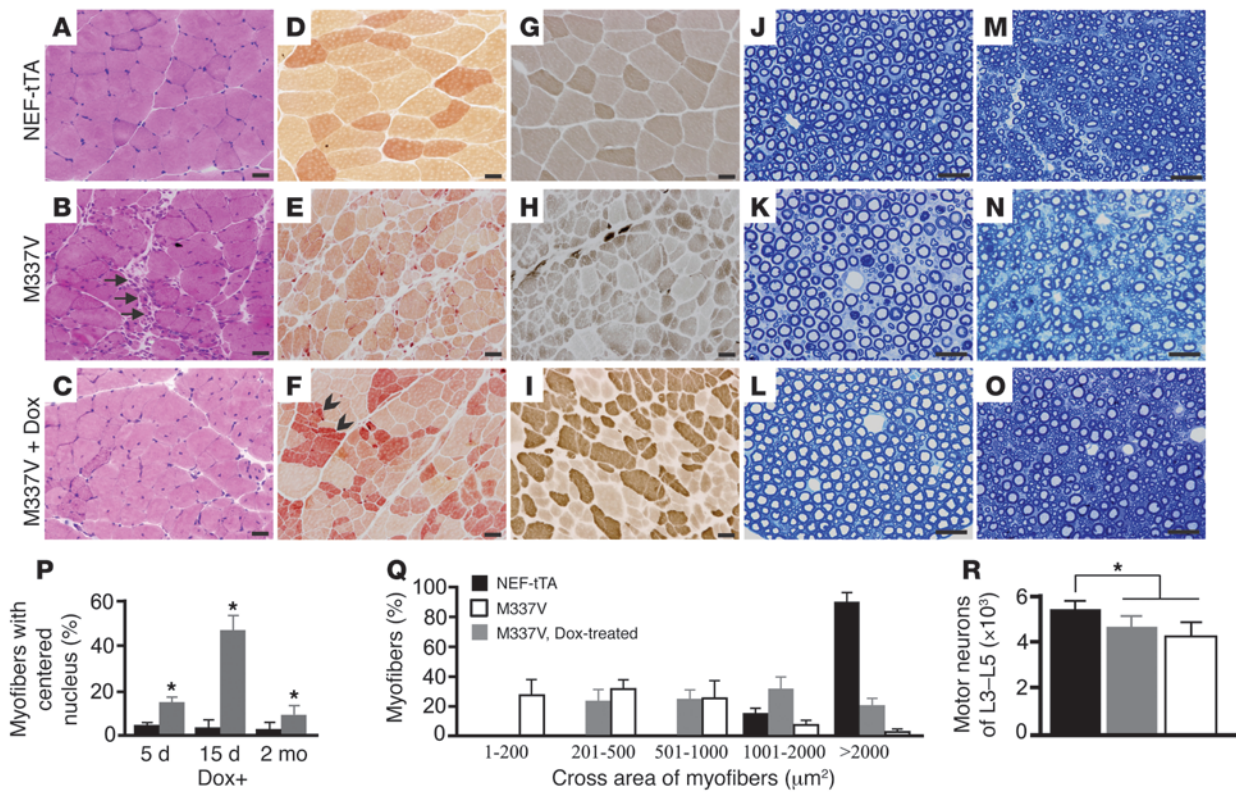 A
D
G
J
M
NEF-tTA
B
E
H
K
N
M337V
C
F
I
L
O
M337V + Dox
P
Myofibers with
centered
nucleus (%)
60
40
20
0
*
*
*
5 d
15 d
2 mo
Dox+
Q
Myofibers (%)
100
80
60
40
20
0
NEF-tTA
M337V
M337V, Dox-treated
1-200
201-500
501-1000
1001-2000
>2000
Cross area of myofibers (μm²)
R
Motor neurons
of L3–L5 (×10³)
6
4
2
0
*